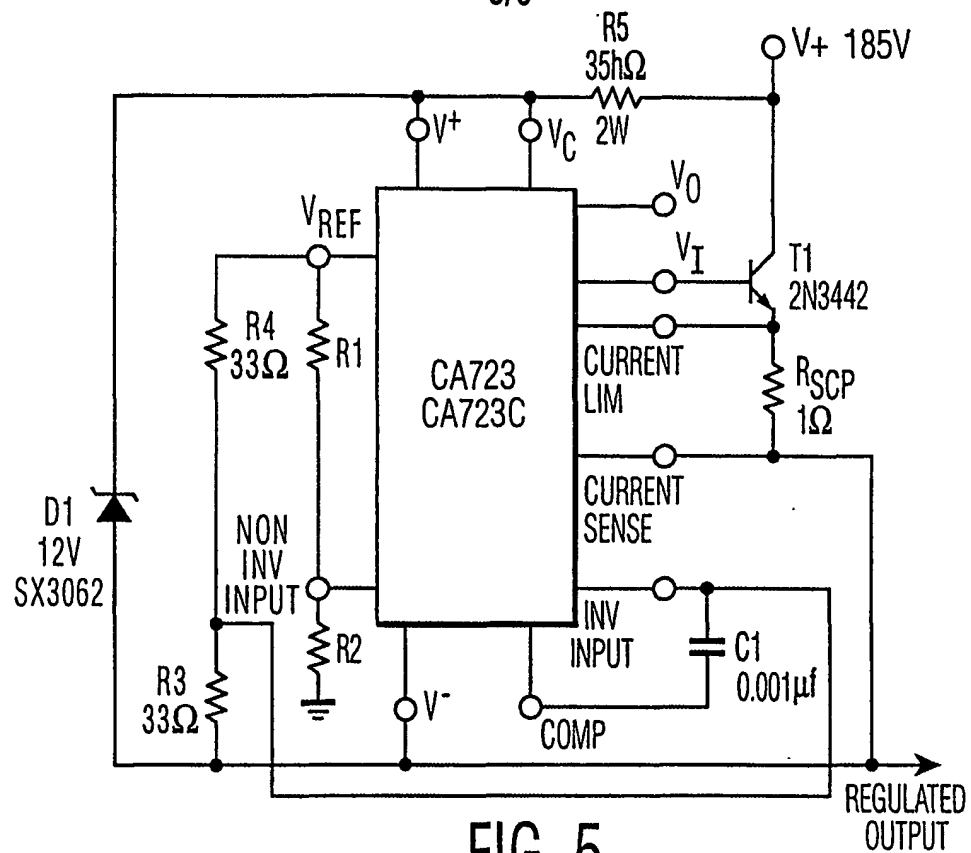 R5
35hΩ
2W
V+ 185V
V+
VC
VO
VREF
VI
T1
2N3442
R4
33Ω
R1
CA723
CA723C
CURRENT
LIM
RSCP
1Ω
D1
12V
SX3062
NON
INV
INPUT
CURRENT
SENSE
INV
INPUT
R2
C1
0.001µf
R3
33Ω
V-
COMP
REGULATED
OUTPUT
FIG. 5